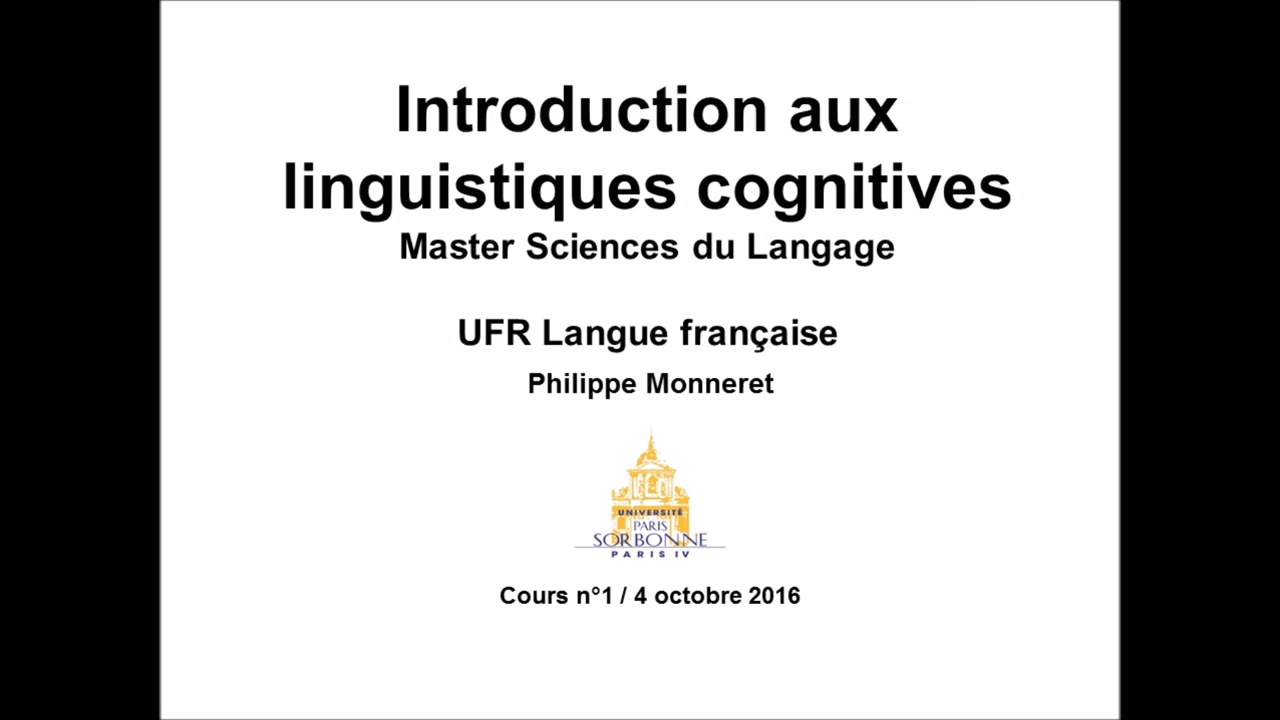 Introduction aux
linguistiques cognitives
Master Sciences du Langage
UFR Langue française
Philippe Monneret
UNIVERSITÉ
PARIS
SORBONNE
PARIS IV
Cours n°1 / 4 octobre 2016